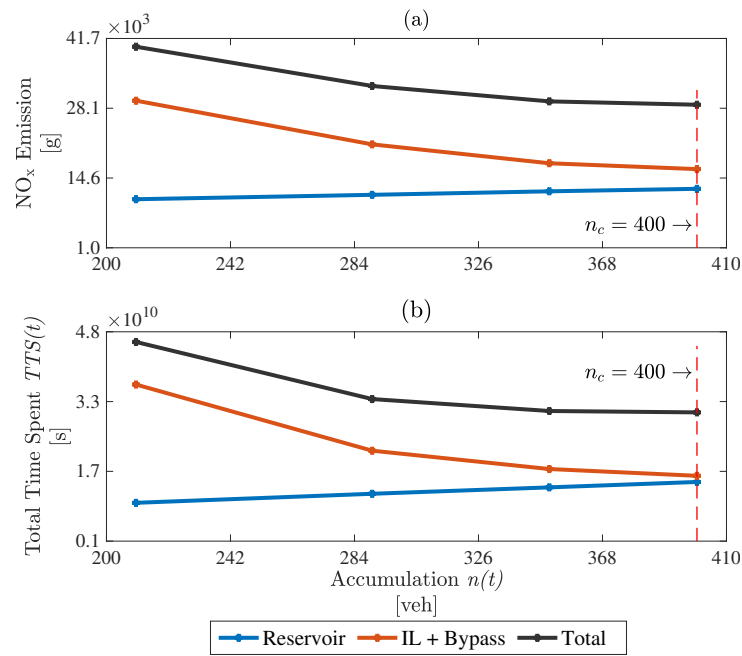 (a)
×10³
41.7
28.1
14.6
1.0
NOₓ Emission
[g]
n_c = 400 →
200 242 284 326 368 410
(b)
×10¹⁰
4.8
3.3
1.7
0.1
Total Time Spent TTS(t)
[s]
n_c = 400 →
200 242 284 326 368 410
Accumulation n(t)
[veh]
Reservoir IL + Bypass Total